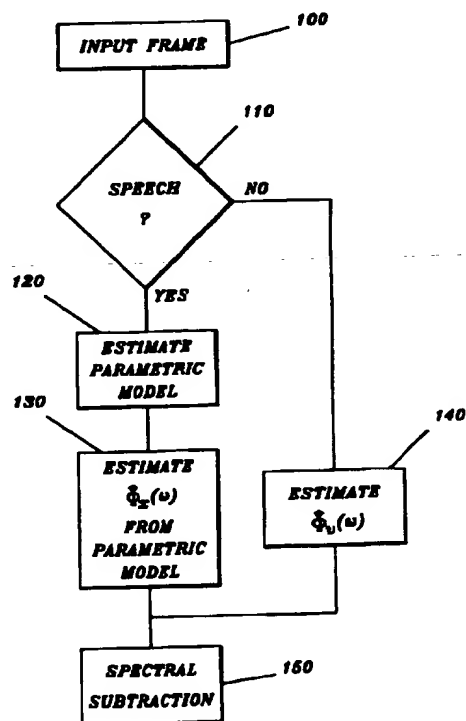 100
INPUT FRAME
110
SPEECH
?
NO
YES
120
ESTIMATE
PARAMETRIC
MODEL
130
ESTIMATE
Φ̂x(ω)
FROM
PARAMETRIC
MODEL
140
ESTIMATE
Φ̂v(ω)
SPECTRAL
SUBTRACTION
150